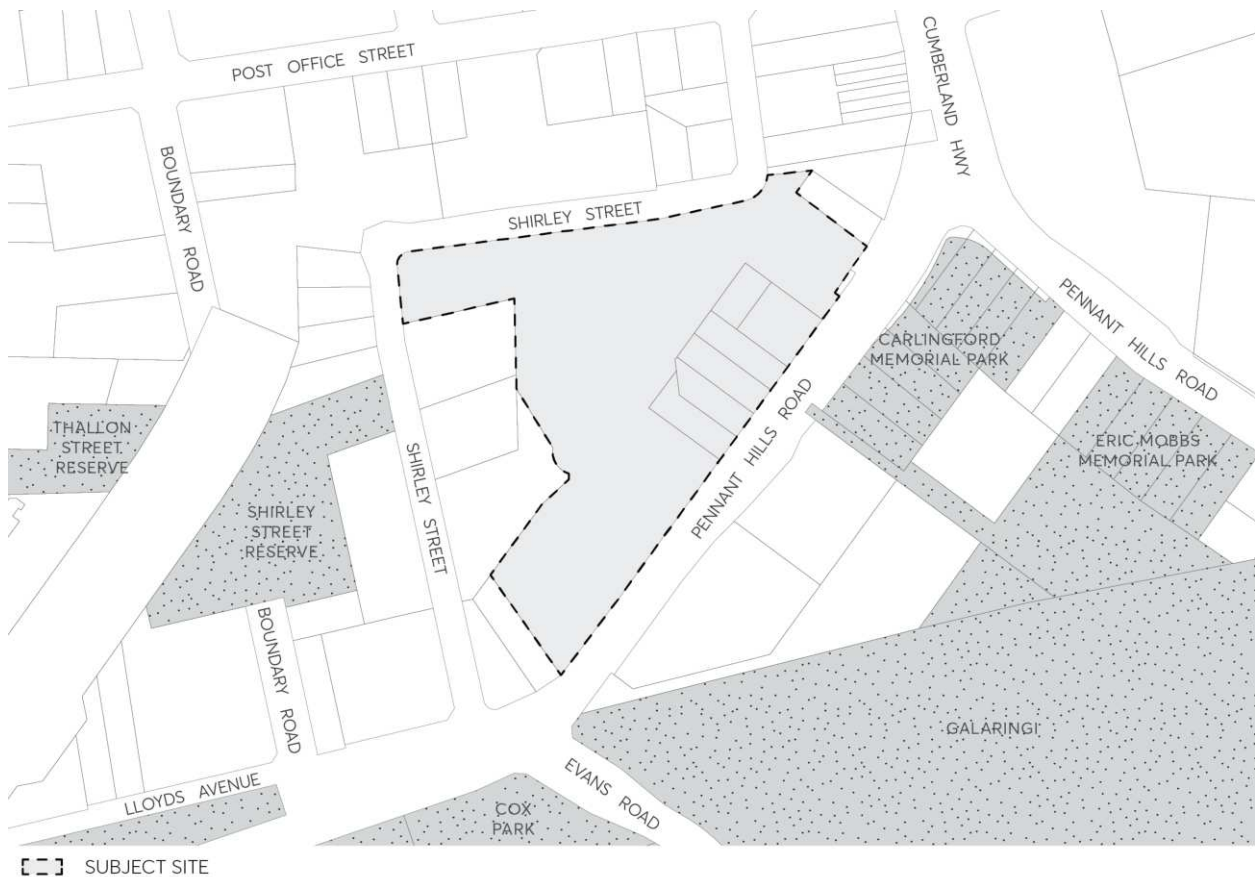 POST OFFICE STREET
CUMBERLAND HWY
BOUNDARY ROAD
SHIRLEY STREET
PENNANT HILLS ROAD
CARLINGFORD
MEMORIAL PARK
THALLON
STREET
RESERVE
ERIC MOBBS
MEMORIAL PARK
SHIRLEY STREET
PENNANT HILLS ROAD
SHIRLEY
STREET
RESERVE
BOUNDARY ROAD
GALARINGI
LLOYDS AVENUE
EVANS ROAD
COX
PARK
SUBJECT SITE